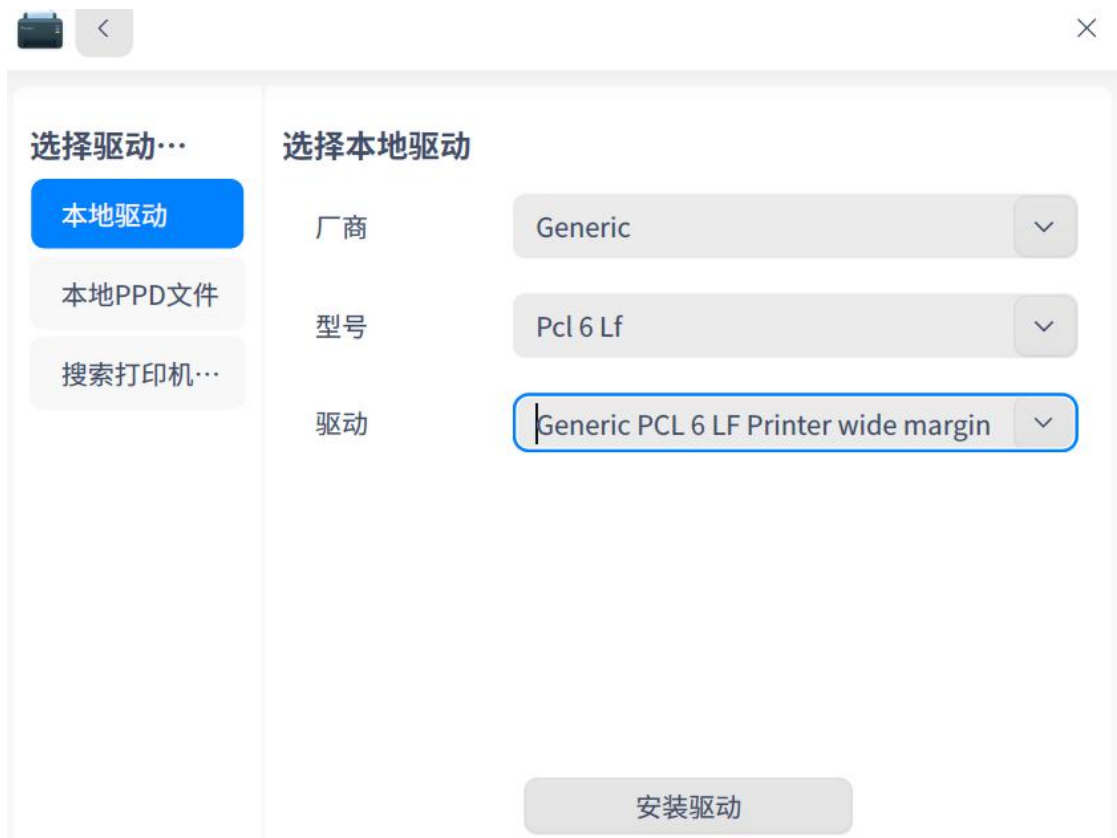 选择驱动…
本地驱动
本地PPD文件
搜索打印机…
选择本地驱动
厂商
Generic
型号
Pcl 6 Lf
驱动
Generic PCL 6 LF Printer wide margin
安装驱动